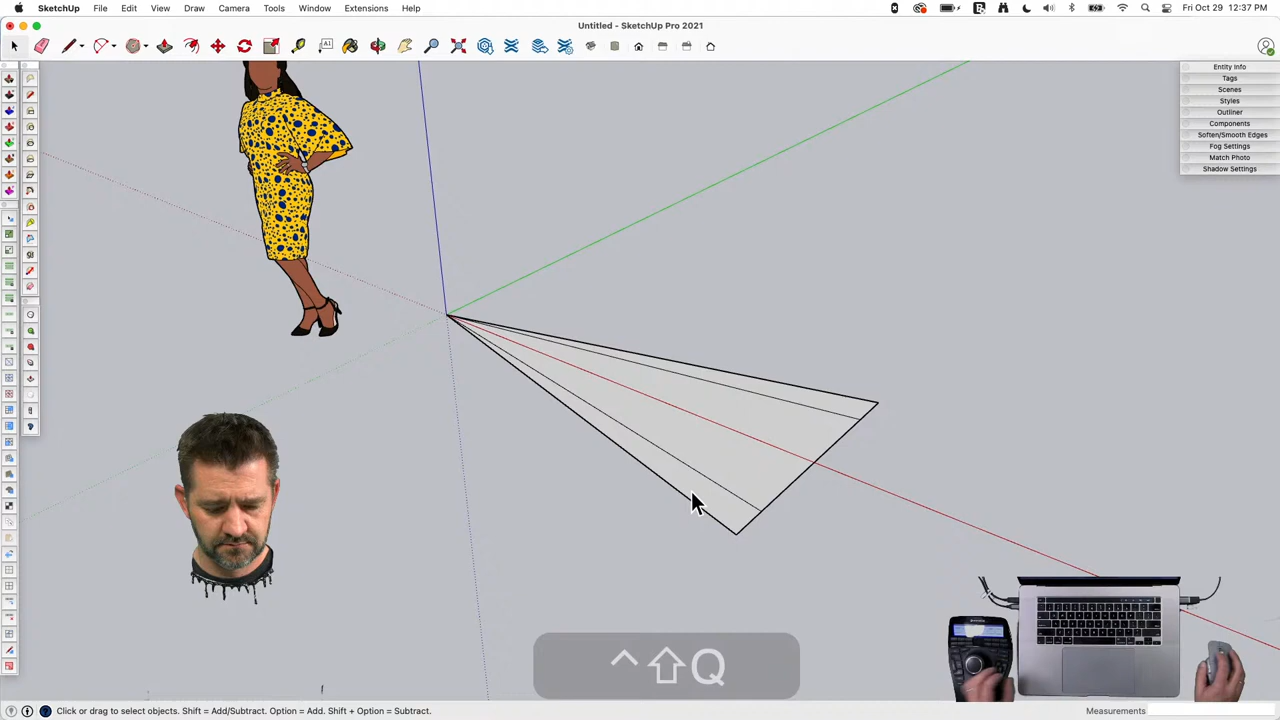 SketchUp File Edit View Draw Camera Tools Window Extensions Help Fri Oct 29 12:37 PM
Untitled - SketchUp Pro 2021
Entity Info
Tags
Scenes
Styles
Outliner
Components
Soften/Smooth Edges
Fog Settings
Match Photo
Shadow Settings
^⇧Q
Click or drag to select objects. Shift = Add/Subtract. Option = Add. Shift + Option = Subtract. Measurements